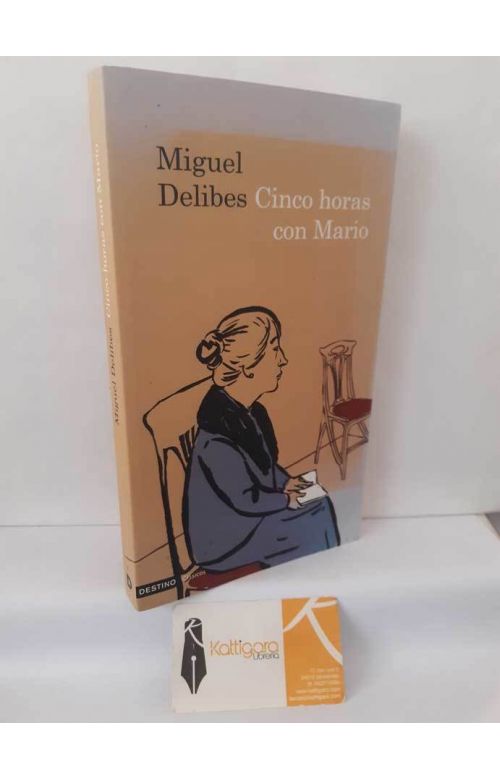 Miguel
Delibes Cinco horas
con Mario
Miguel Delibes Cinco horas con Mario
DESTINO
Kattigara
Librería